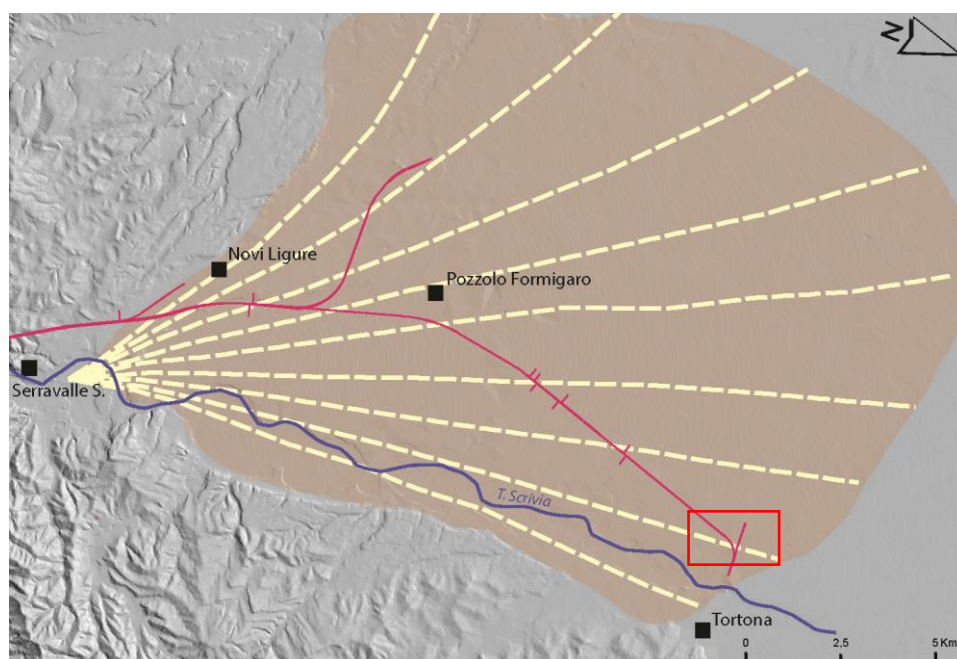 N
Novi Ligure
Pozzolo Formigaro
Serravalle S.
T. Scrivia
Tortona
0 2,5 5 Km